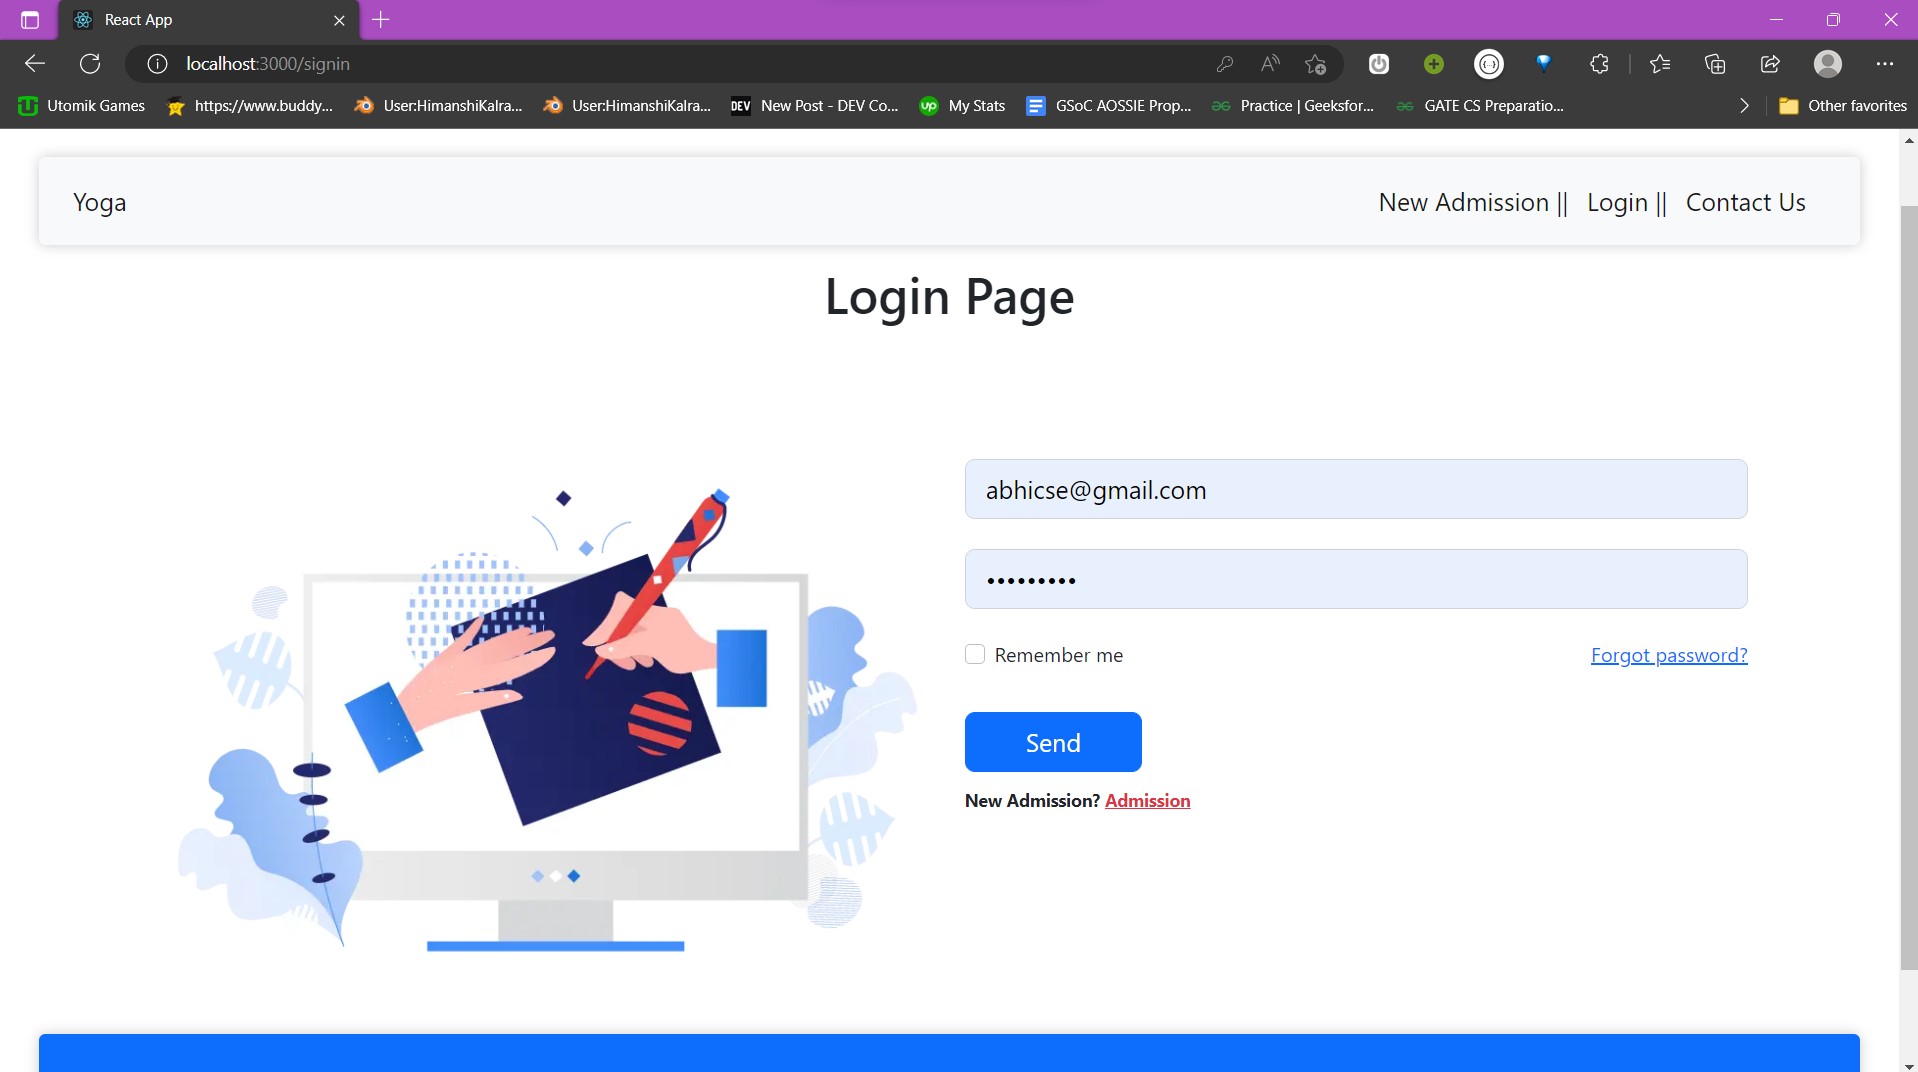 React App
localhost:3000/signin
Utomik Games
https://www.buddy...
User:HimanshiKalra...
User:HimanshiKalra...
DEV New Post - DEV Co...
up My Stats
GSoC AOSSIE Prop...
Practice | Geeksfor...
GATE CS Preparatio...
Other favorites
Yoga
New Admission || Login || Contact Us
Login Page
abhicse@gmail.com
•••••••••
Remember me
Forgot password?
Send
New Admission? Admission